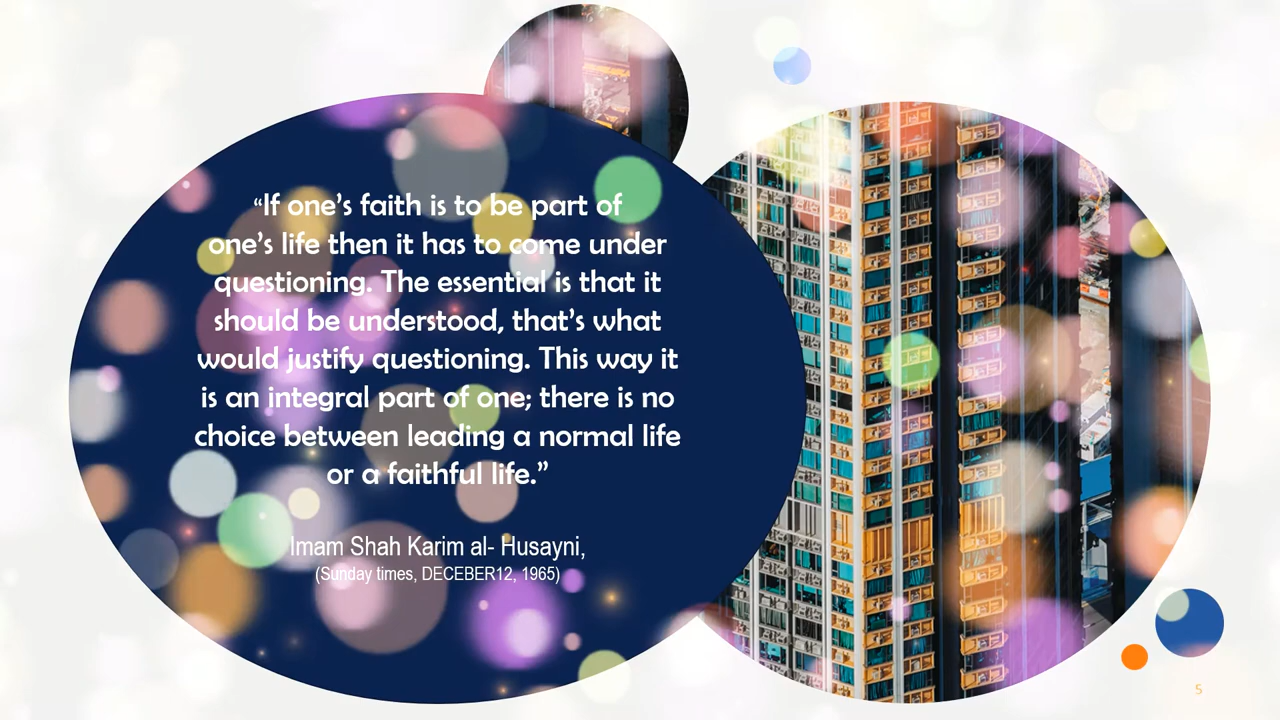 “If one’s faith is to be part of
one’s life then it has to come under
questioning. The essential is that it
should be understood, that’s what
would justify questioning. This way it
is an integral part of one; there is no
choice between leading a normal life
or a faithful life.”
Imam Shah Karim al- Husayni,
(Sunday times, DECEBER12, 1965)
5